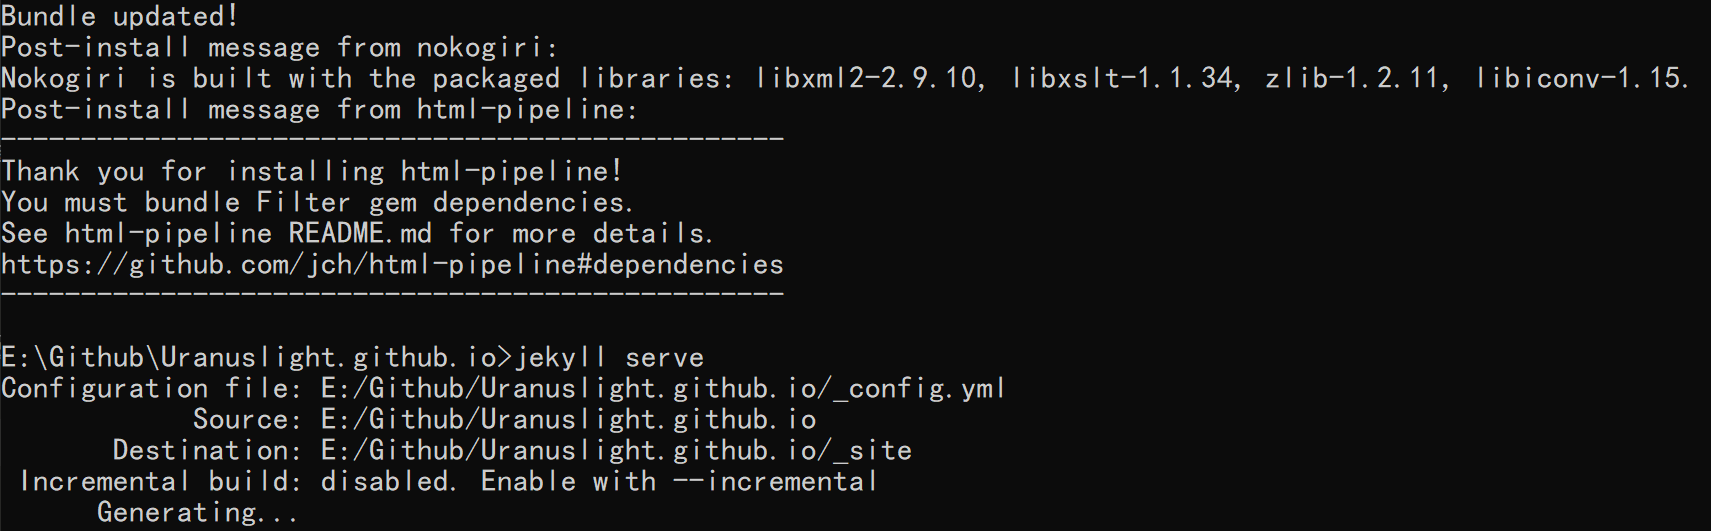 Bundle updated!
Post-install message from nokogiri:
Nokogiri is built with the packaged libraries: libxml2-2.9.10, libxslt-1.1.34, zlib-1.2.11, libiconv-1.15.
Post-install message from html-pipeline:
-------------------------------------------------
Thank you for installing html-pipeline!
You must bundle Filter gem dependencies.
See html-pipeline README.md for more details.
https://github.com/jch/html-pipeline#dependencies
-------------------------------------------------
E:\Github\Uranuslight.github.io>jekyll serve
Configuration file: E:/Github/Uranuslight.github.io/_config.yml
Source: E:/Github/Uranuslight.github.io
Destination: E:/Github/Uranuslight.github.io/_site
Incremental build: disabled. Enable with --incremental
Generating...